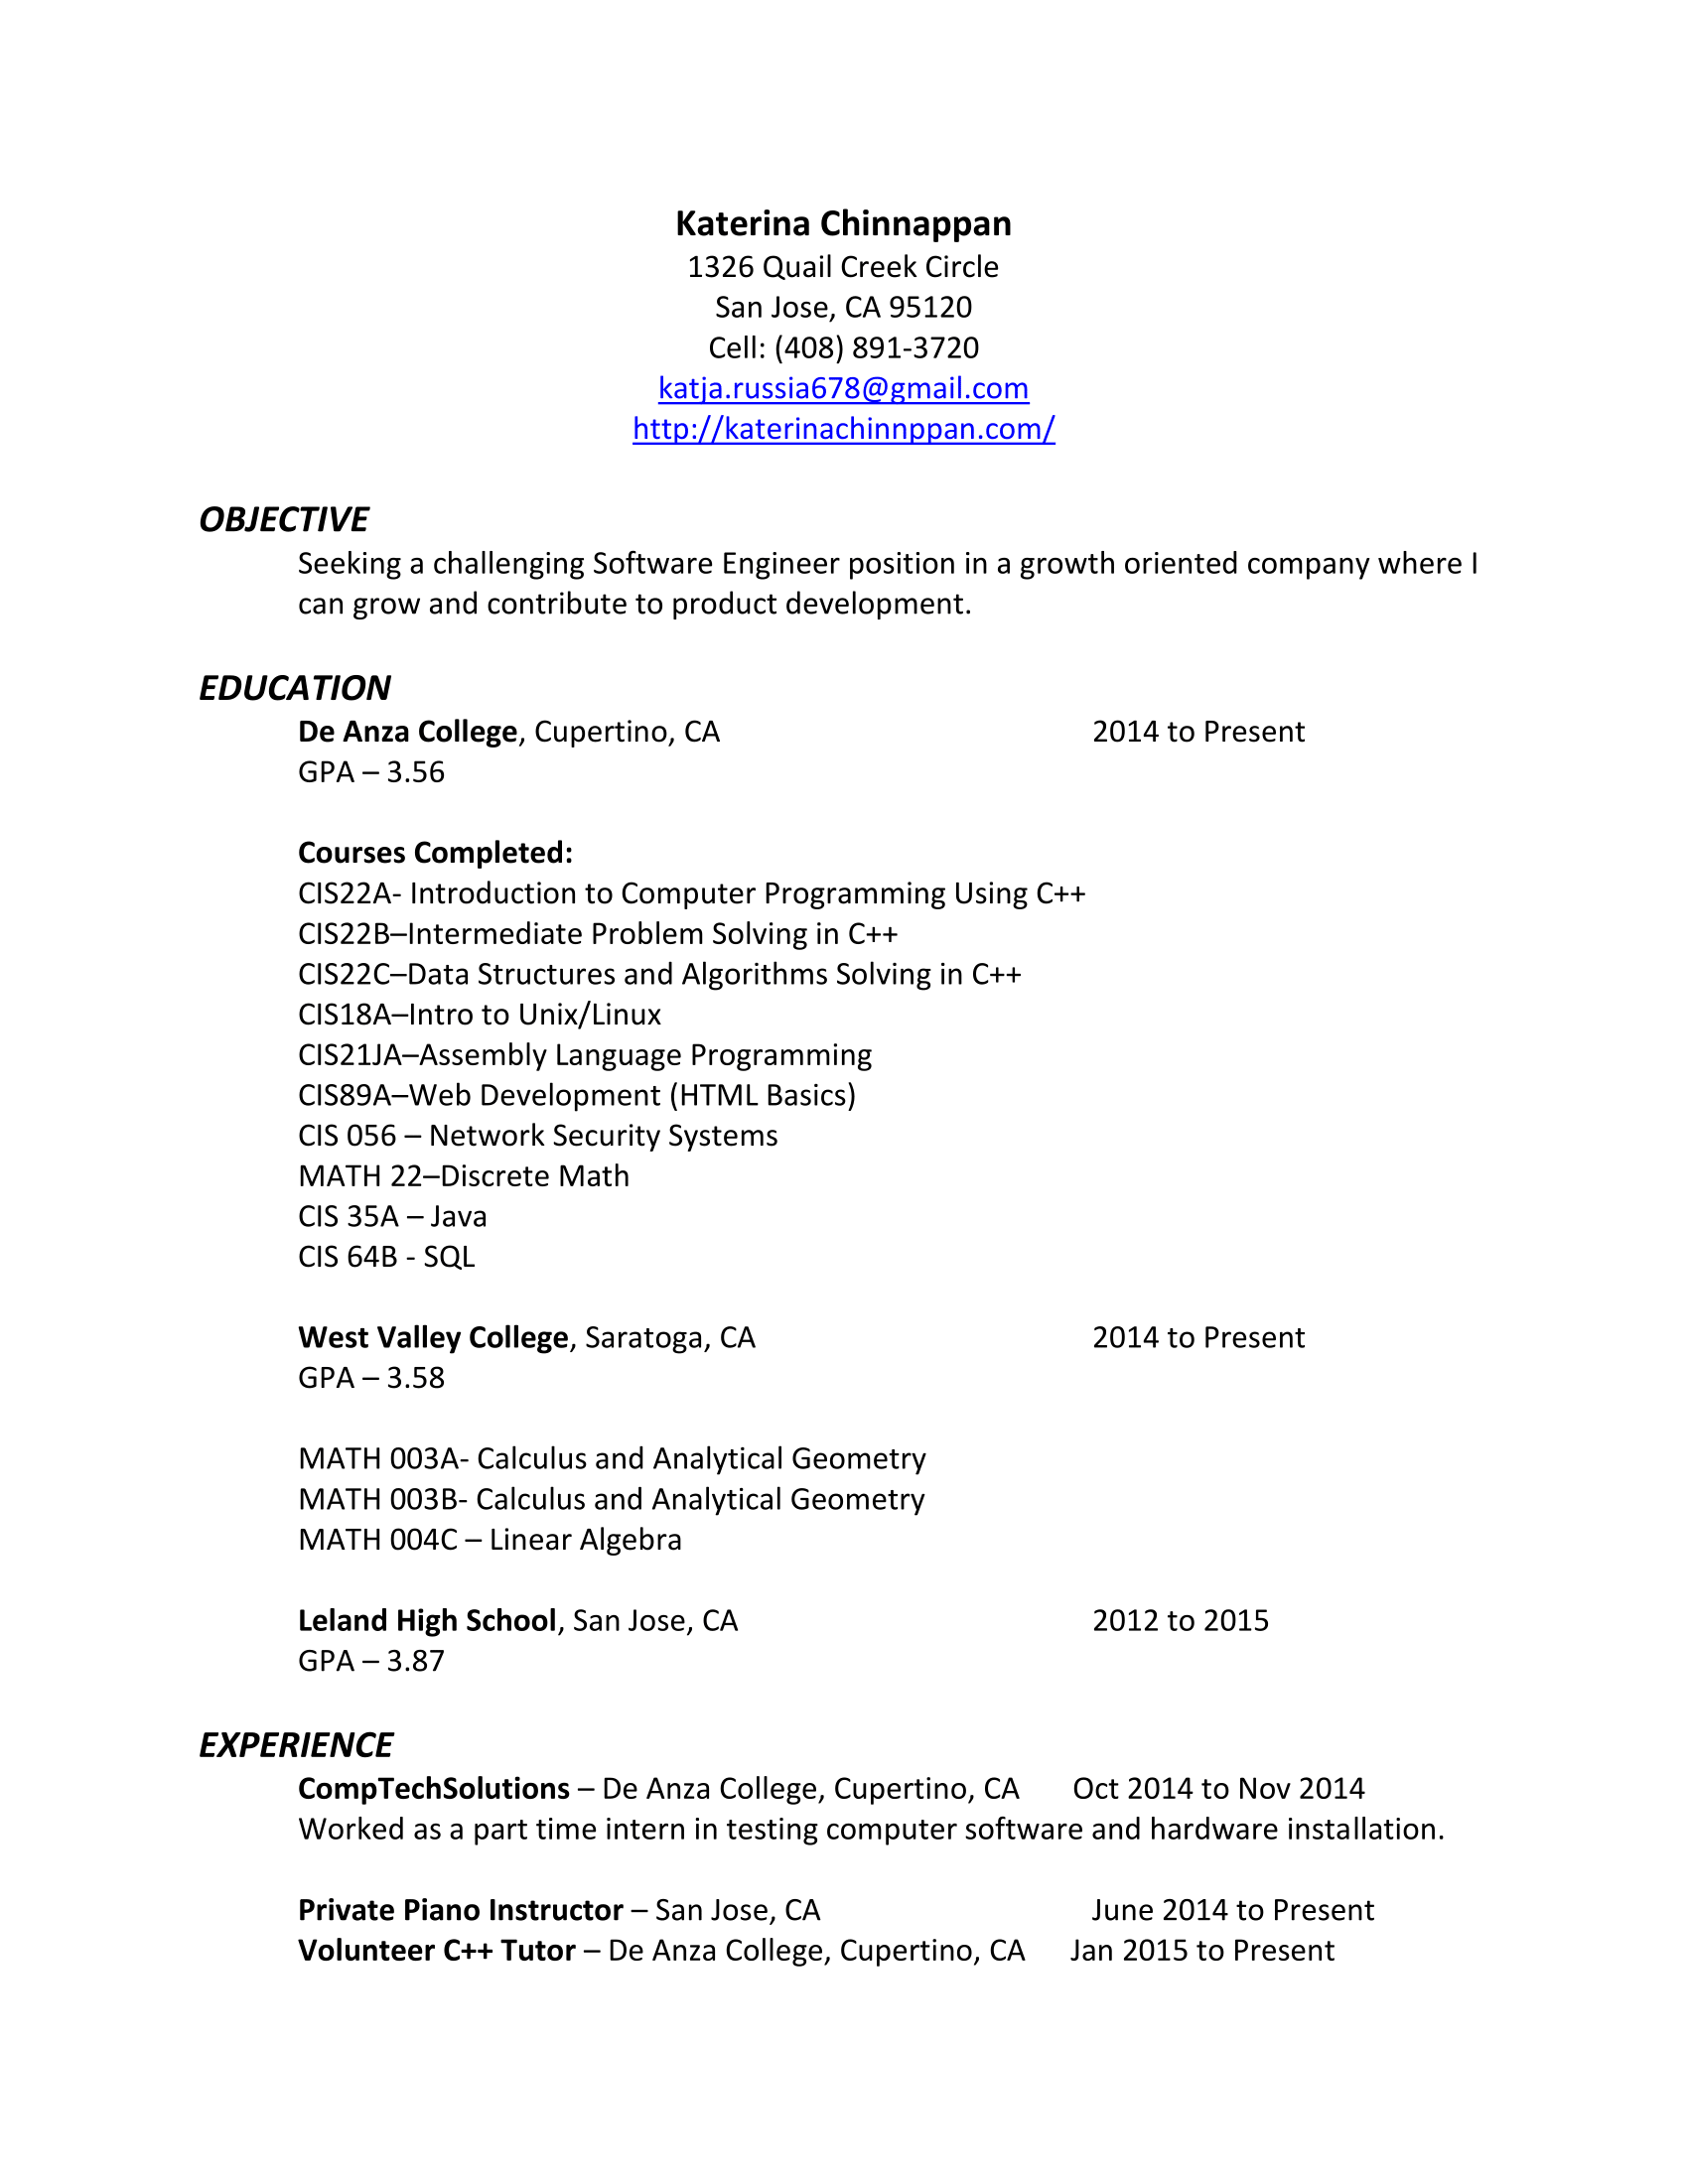 Katerina Chinnappan
1326 Quail Creek Circle
San Jose, CA 95120
Cell: (408) 891-3720
katja.russia678@gmail.com
http://katerinachinnppan.com/
OBJECTIVE
Seeking a challenging Software Engineer position in a growth oriented company where I
can grow and contribute to product development.
EDUCATION
De Anza College, Cupertino, CA 2014 to Present
GPA – 3.56
Courses Completed:
CIS22A- Introduction to Computer Programming Using C++
CIS22B–Intermediate Problem Solving in C++
CIS22C–Data Structures and Algorithms Solving in C++
CIS18A–Intro to Unix/Linux
CIS21JA–Assembly Language Programming
CIS89A–Web Development (HTML Basics)
CIS 056 – Network Security Systems
MATH 22–Discrete Math
CIS 35A – Java
CIS 64B - SQL
West Valley College, Saratoga, CA 2014 to Present
GPA – 3.58
MATH 003A- Calculus and Analytical Geometry
MATH 003B- Calculus and Analytical Geometry
MATH 004C – Linear Algebra
Leland High School, San Jose, CA 2012 to 2015
GPA – 3.87
EXPERIENCE
CompTechSolutions – De Anza College, Cupertino, CA Oct 2014 to Nov 2014
Worked as a part time intern in testing computer software and hardware installation.
Private Piano Instructor – San Jose, CA June 2014 to Present
Volunteer C++ Tutor – De Anza College, Cupertino, CA Jan 2015 to Present